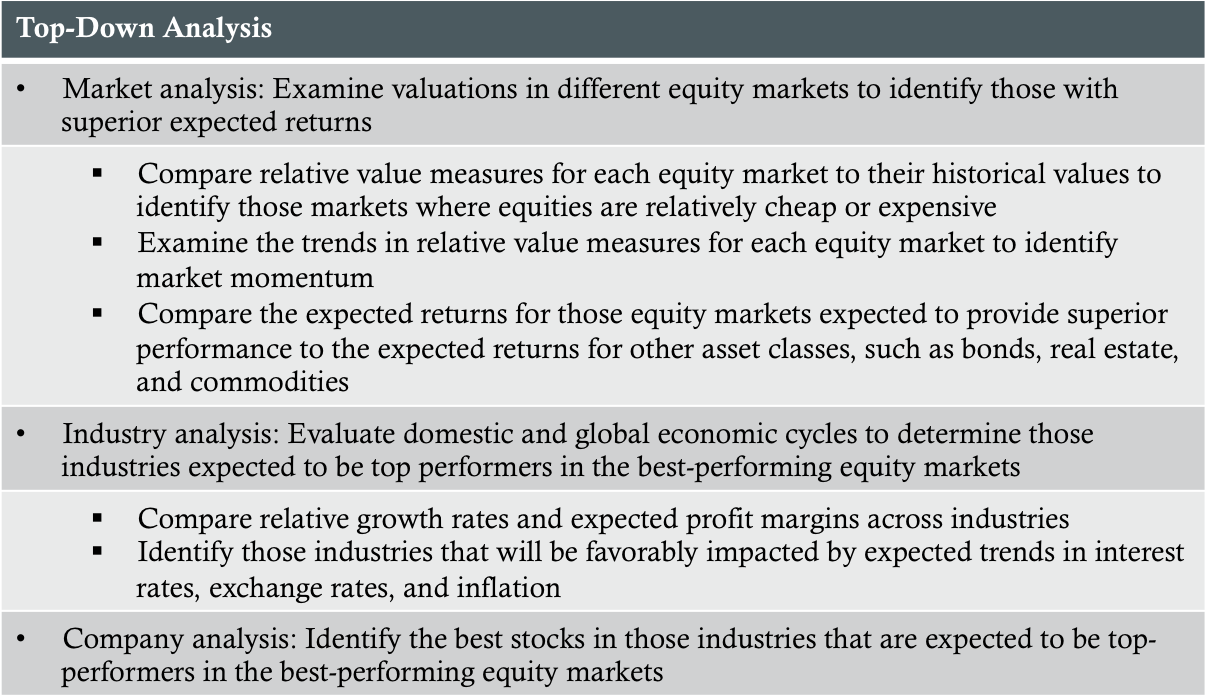 Top-Down Analysis
• Market analysis: Examine valuations in different equity markets to identify those with
superior expected returns
▪ Compare relative value measures for each equity market to their historical values to
identify those markets where equities are relatively cheap or expensive
▪ Examine the trends in relative value measures for each equity market to identify
market momentum
▪ Compare the expected returns for those equity markets expected to provide superior
performance to the expected returns for other asset classes, such as bonds, real estate,
and commodities
• Industry analysis: Evaluate domestic and global economic cycles to determine those
industries expected to be top performers in the best-performing equity markets
▪ Compare relative growth rates and expected profit margins across industries
▪ Identify those industries that will be favorably impacted by expected trends in interest
rates, exchange rates, and inflation
• Company analysis: Identify the best stocks in those industries that are expected to be top-
performers in the best-performing equity markets